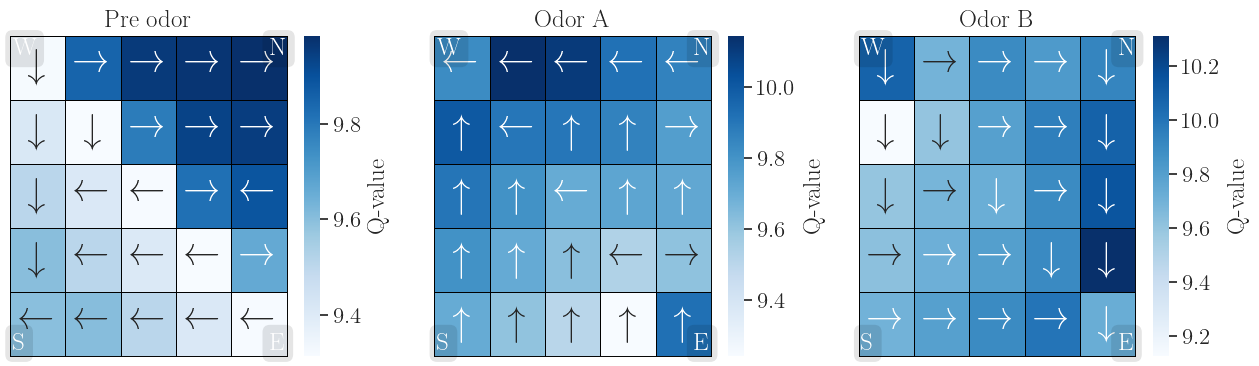 Pre odor
W
N
S
E
9.8
9.6
9.4
Q-value
Odor A
W
N
S
E
10.0
9.8
9.6
9.4
Q-value
Odor B
W
N
S
E
10.2
10.0
9.8
9.6
9.4
9.2
Q-value